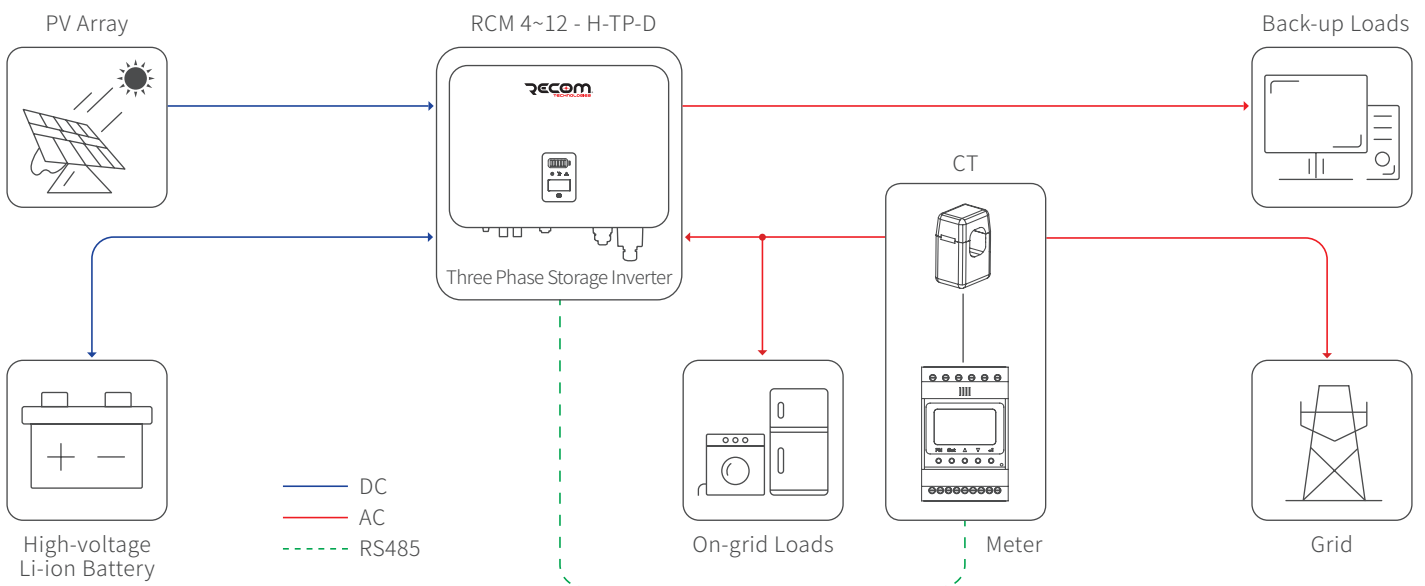 PV Array
RCM 4~12 - H-TP-D
Back-up Loads
RECOM
TECHNOLOGIES
CT
Three Phase Storage Inverter
DC
AC
RS485
High-voltage
Li-ion Battery
On-grid Loads
Meter
Grid